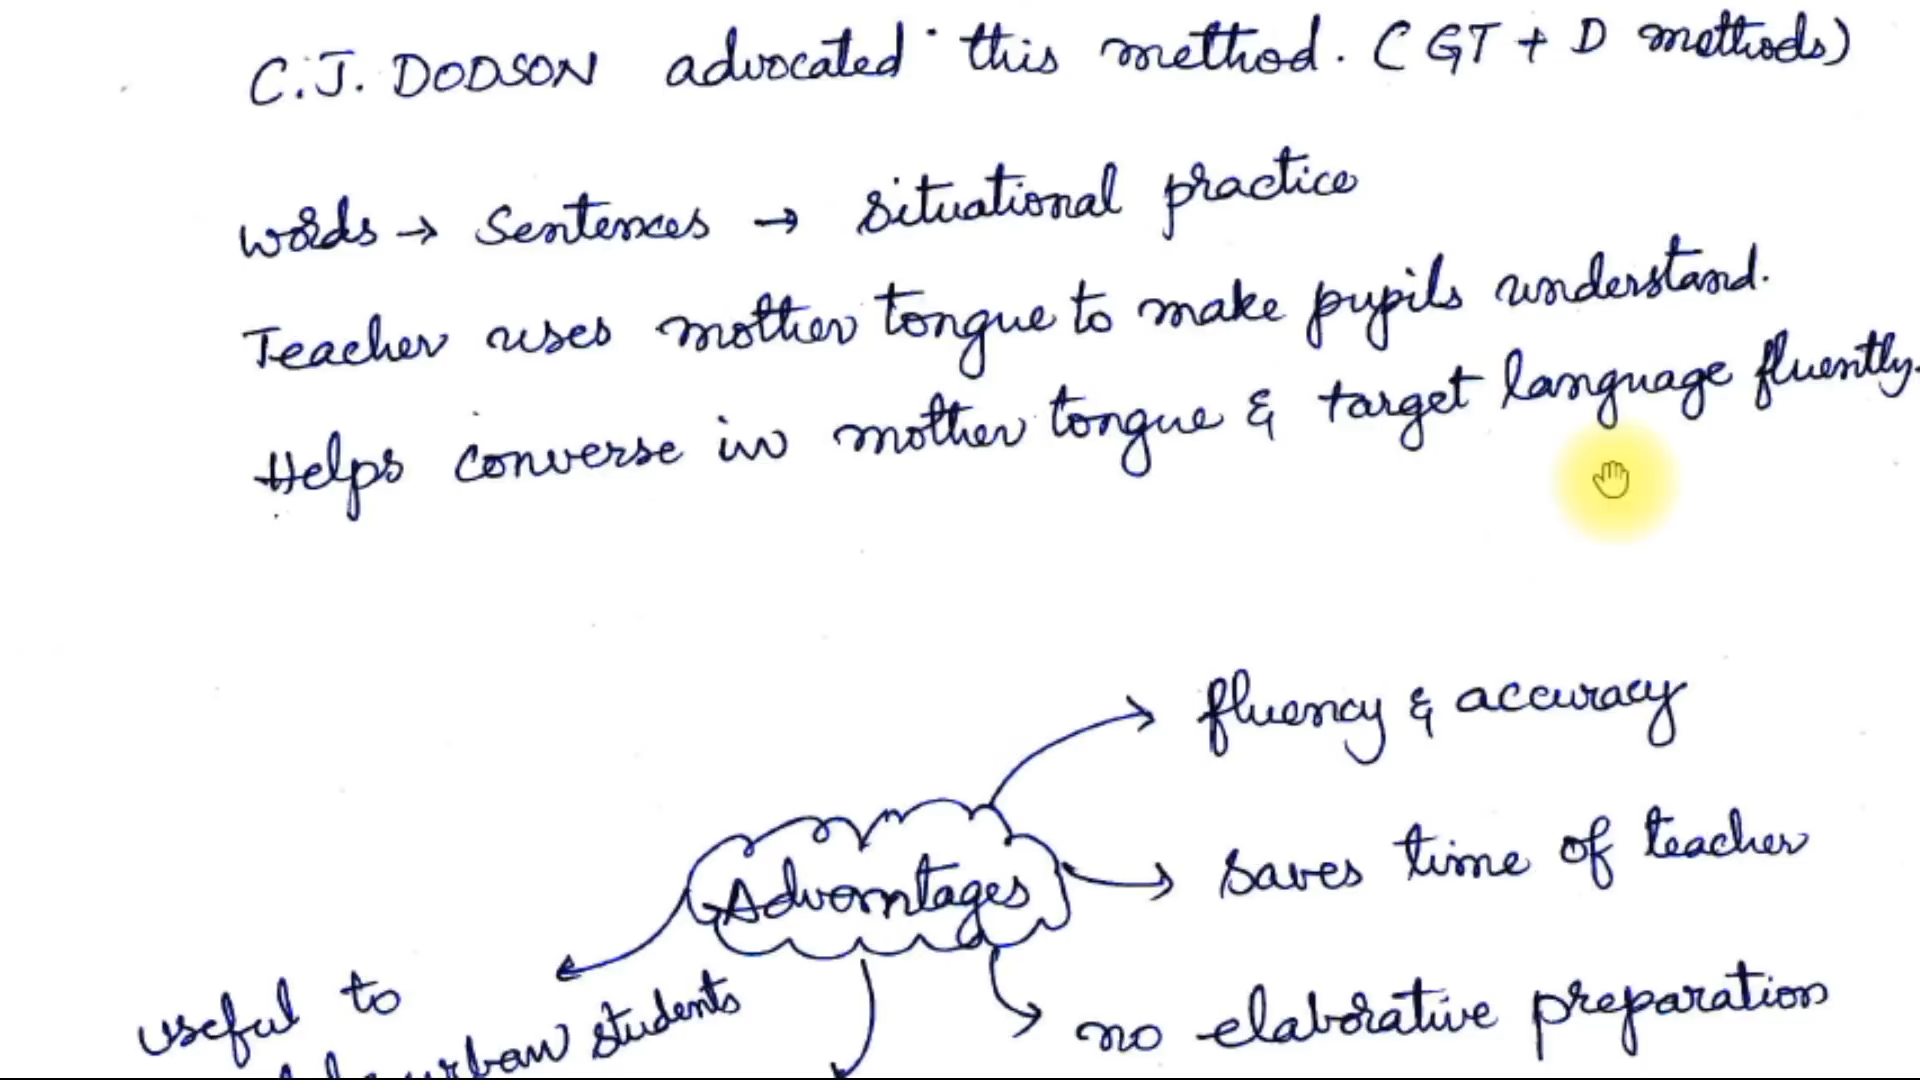 C.J. DODSON advocated this method. (GT + D methods)
Words → Sentences → Situational practice
Teacher uses mother tongue to make pupils understand.
Helps converse in mother tongue & target language fluently.
fluency & accuracy
Advantages
saves time of teacher
no elaborative preparation
useful to
urban students